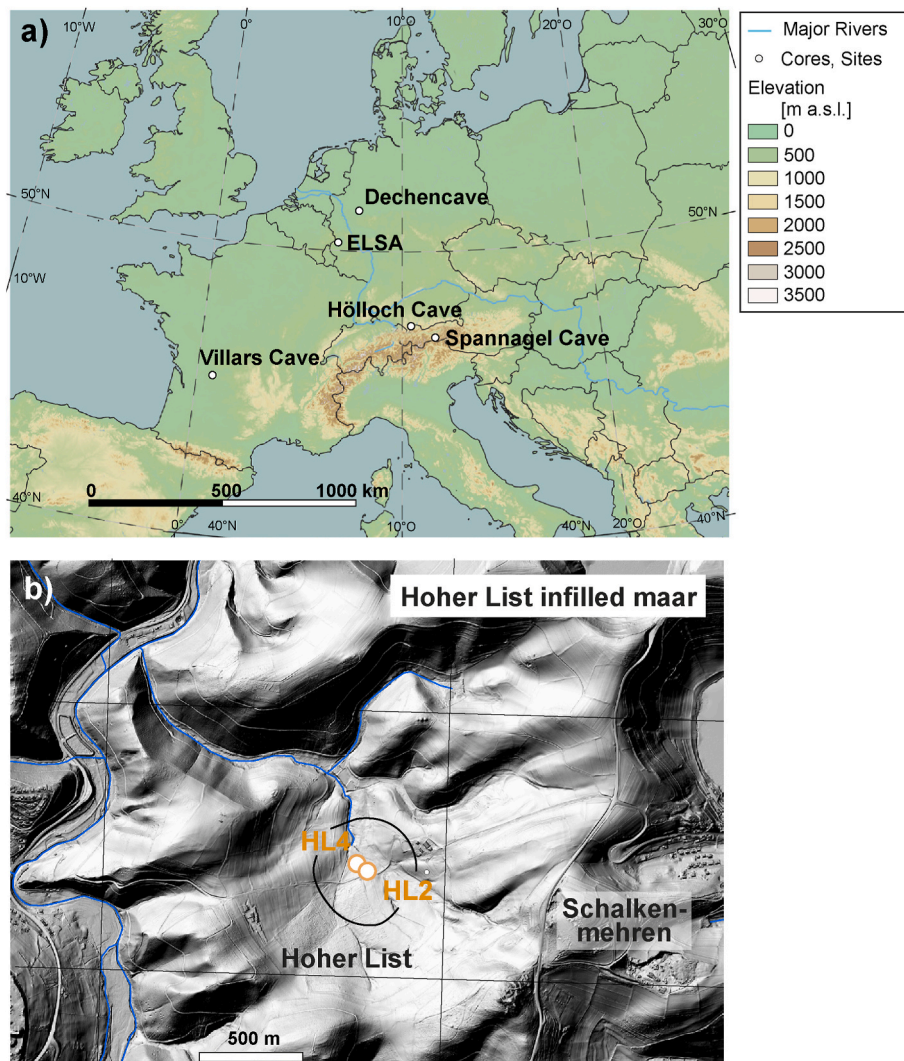 a)
10°W
0°
10°E
20°E
30°E
50°N
10°W
40°N
0°
40°N
10°E
40°N
20°E
40°N
50°N
Dechencave
ELSA
Hölloch Cave
Spannagel Cave
Villars Cave
0 500 1000 km
Major Rivers
Cores, Sites
Elevation
[m a.s.l.]
0
500
1000
1500
2000
2500
3000
3500
b)
Hoher List infilled maar
HL4
HL2
Schalken-
mehren
Hoher List
500 m